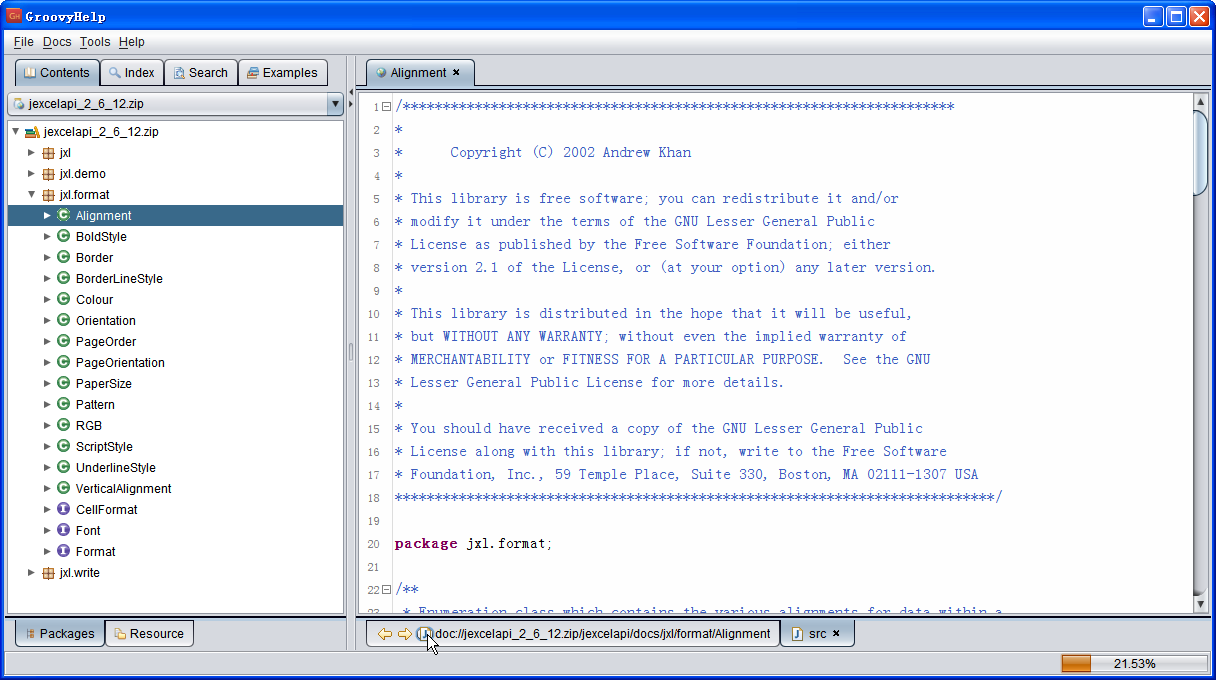 GroovyHelp
File Docs Tools Help
Contents Index Search Examples
jexcelapi_2_6_12.zip
jexcelapi_2_6_12.zip
jxl
jxl.demo
jxl.format
Alignment
BoldStyle
Border
BorderLineStyle
Colour
Orientation
PageOrder
PageOrientation
PaperSize
Pattern
RGB
ScriptStyle
UnderlineStyle
VerticalAlignment
CellFormat
Font
Format
jxl.write
Packages Resource
Alignment
1 /*********************************************************************
2 *
3 * Copyright (C) 2002 Andrew Khan
4 *
5 * This library is free software; you can redistribute it and/or
6 * modify it under the terms of the GNU Lesser General Public
7 * License as published by the Free Software Foundation; either
8 * version 2.1 of the License, or (at your option) any later version.
9 *
10 * This library is distributed in the hope that it will be useful,
11 * but WITHOUT ANY WARRANTY; without even the implied warranty of
12 * MERCHANTABILITY or FITNESS FOR A PARTICULAR PURPOSE. See the GNU
13 * Lesser General Public License for more details.
14 *
15 * You should have received a copy of the GNU Lesser General Public
16 * License along with this library; if not, write to the Free Software
17 * Foundation, Inc., 59 Temple Place, Suite 330, Boston, MA 02111-1307 USA
18 ***************************************************************************/
19
20 package jxl.format;
21
22 /**
23 * Enumeration class which contains the various alignments for data within a
doc://jexcelapi_2_6_12.zip/jexcelapi/docs/jxl/format/Alignment
src
21.53%